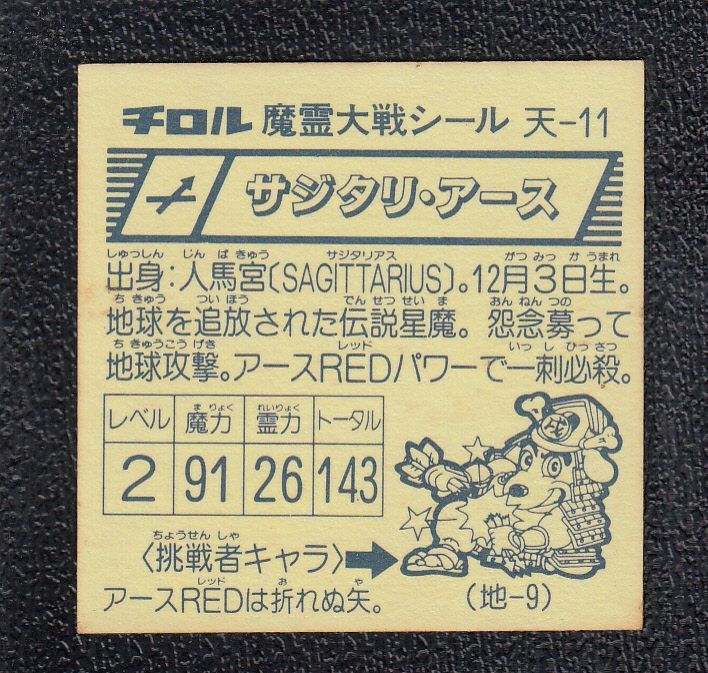 チロル 魔霊大戦シール 天-11
サジタリ・アース
しゅっしん じん ば きゅう サジタリアス がつ みっ か うまれ
出身:人馬宮(SAGITTARIUS)。12月3日生。
ち きゅう ついほう でん せつ せい ま おん ねん つの
地球を追放された伝説星魔。怨念募って
ち きゅうこう げき レッド いっ し ひっ さつ
地球攻撃。アースREDパワーで一刺必殺。
レベル 魔力 霊力 トータル
まりょく れいりょく
2 91 26 143
ちょうせん しゃ
〈挑戦者キャラ〉
レッド お や
アースREDは折れぬ矢。
(地-9)